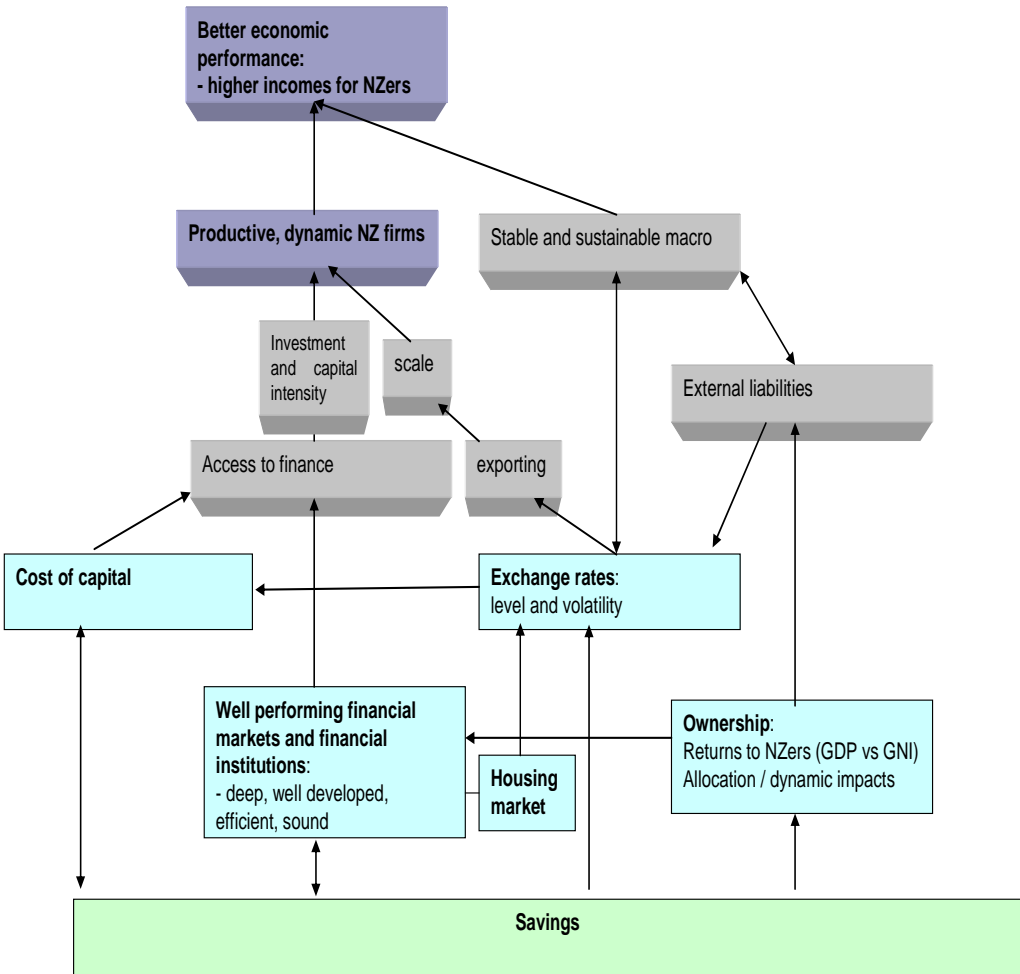 Better economic
performance:
- higher incomes for NZers
Productive, dynamic NZ firms
Stable and sustainable macro
Investment
and capital
intensity
scale
External liabilities
Access to finance
exporting
Cost of capital
Exchange rates:
level and volatility
Well performing financial
markets and financial
institutions:
- deep, well developed,
efficient, sound
Housing
market
Ownership:
Returns to NZers (GDP vs GNI)
Allocation / dynamic impacts
Savings